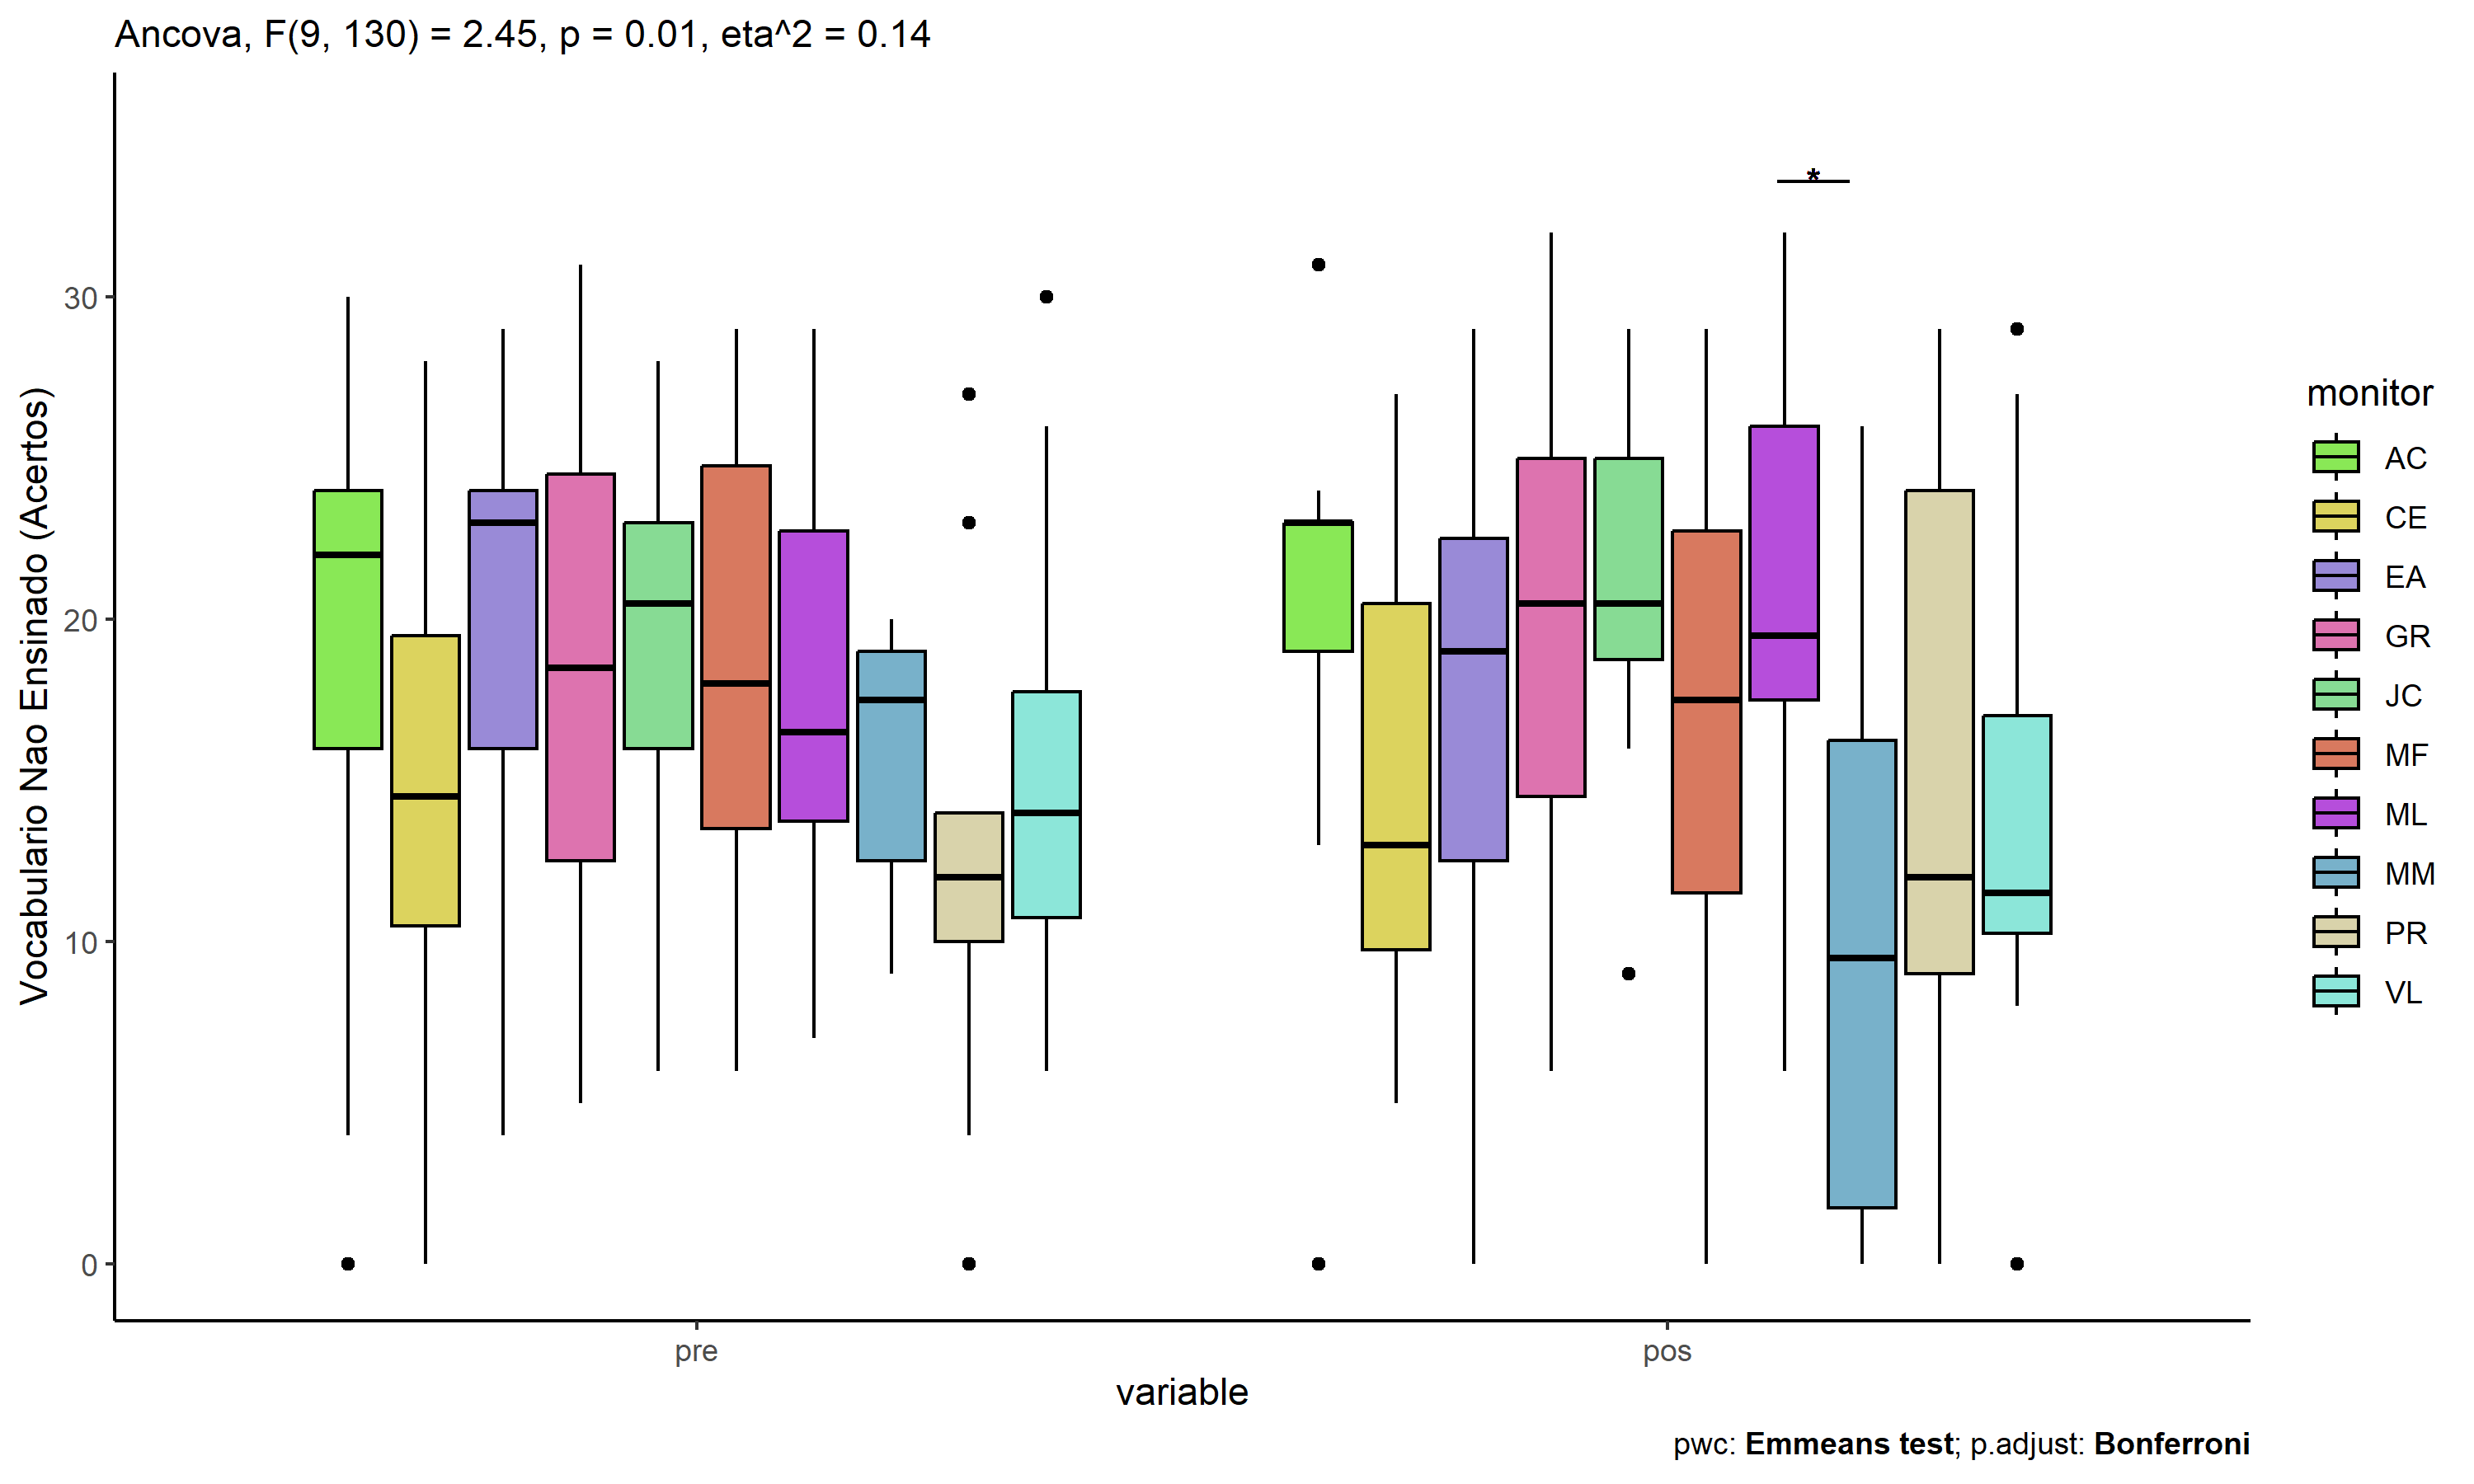 Ancova, F(9, 130) = 2.45, p = 0.01, eta^2 = 0.14
Vocabulario Nao Ensinado (Acertos)
30
20
10
0
*
pre
pos
variable
monitor
AC
CE
EA
GR
JC
MF
ML
MM
PR
VL
pwc: Emmeans test; p.adjust: Bonferroni